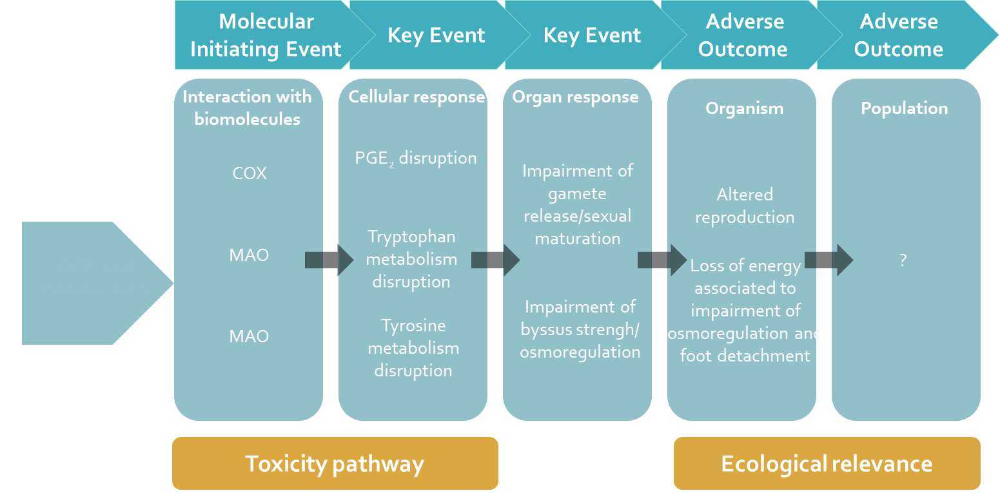 Molecular
Initiating Event
Key Event
Key Event
Adverse
Outcome
Adverse
Outcome
Interaction with
biomolecules
COX
MAO
MAO
Cellular response
PGE₂ disruption
Tryptophan
metabolism
disruption
Tyrosine
metabolism
disruption
Organ response
Impairment of
gamete
release/sexual
maturation
Impairment of
byssus strengh/
osmoregulation
Organism
Altered
reproduction
Loss of energy
associated to
impairment of
osmoregulation and
foot detachment
Population
?
Toxicity pathway
Ecological relevance